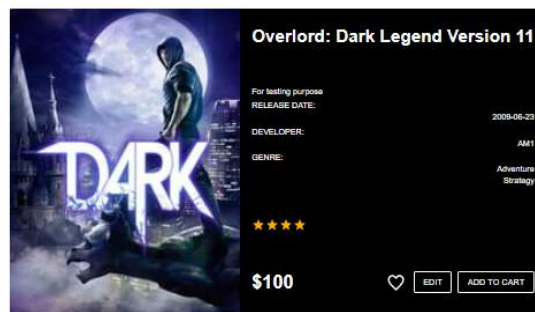 DARK
Overlord: Dark Legend Version 11
For testing purpose
RELEASE DATE:
2009-06-23
DEVELOPER:
AM1
GENRE:
Adventure
Strategy
$100
EDIT
ADD TO CART